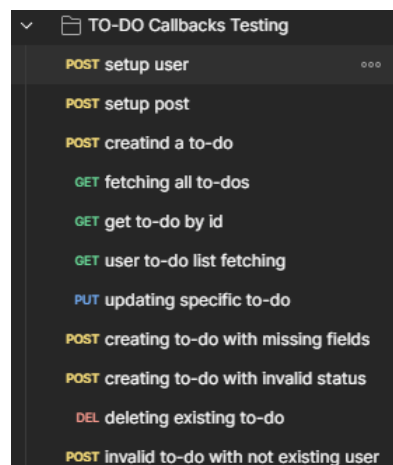 TO-DO Callbacks Testing
POST setup user
POST setup post
POST creatind a to-do
GET fetching all to-dos
GET get to-do by id
GET user to-do list fetching
PUT updating specific to-do
POST creating to-do with missing fields
POST creating to-do with invalid status
DEL deleting existing to-do
POST invalid to-do with not existing user